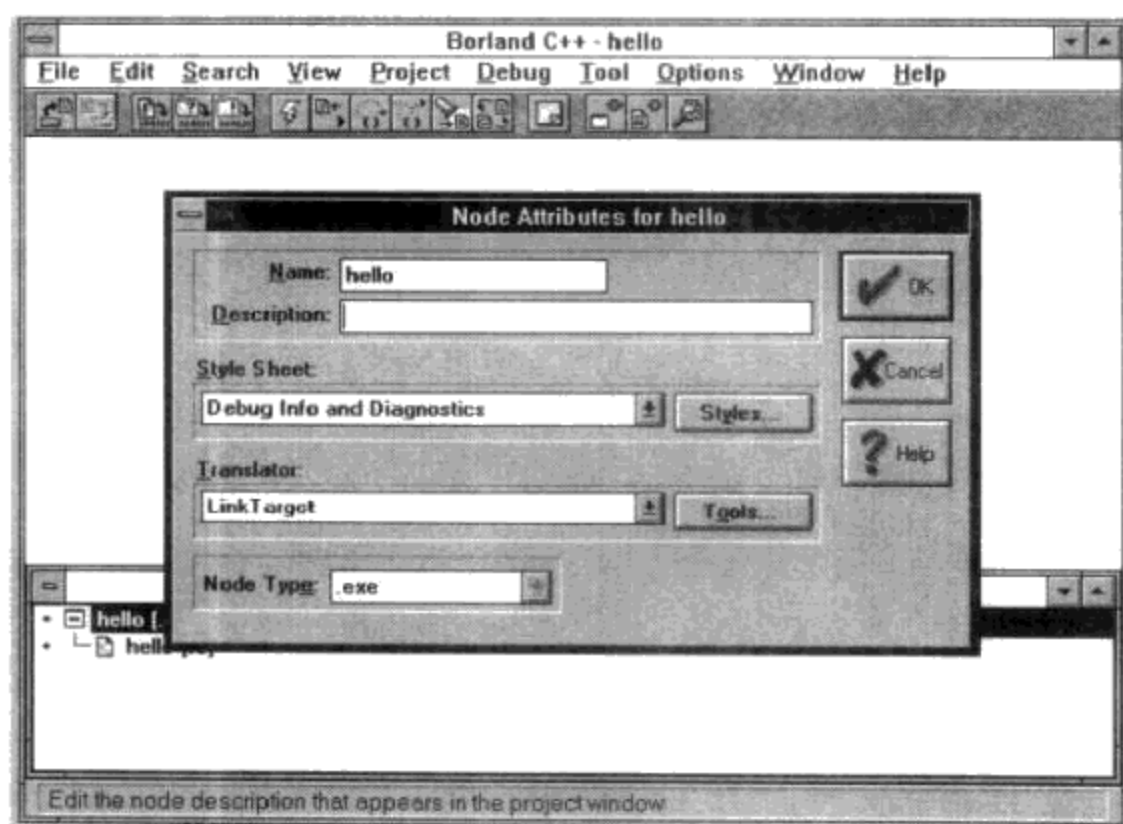 Borland C++ - hello
File Edit Search View Project Debug Tool Options Window Help
Node Attributes for hello
Name: hello
OK
Description:
Style Sheet:
Cancel
Debug Info and Diagnostics
Styles...
Help
Translator:
LinkTarget
Tools...
Node Type: .exe
hello [.
Edit the node description that appears in the project window